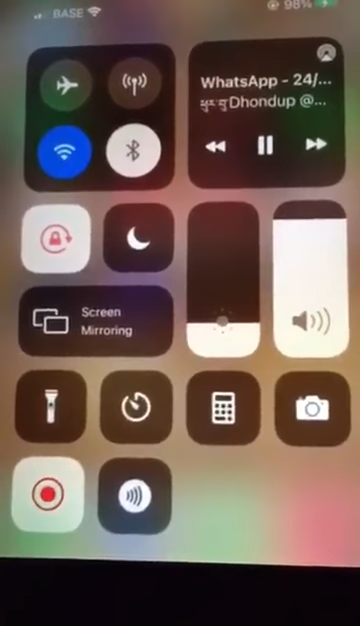 BASE
98%
WhatsApp - 24/...
Dhondup @...
Screen
Mirroring